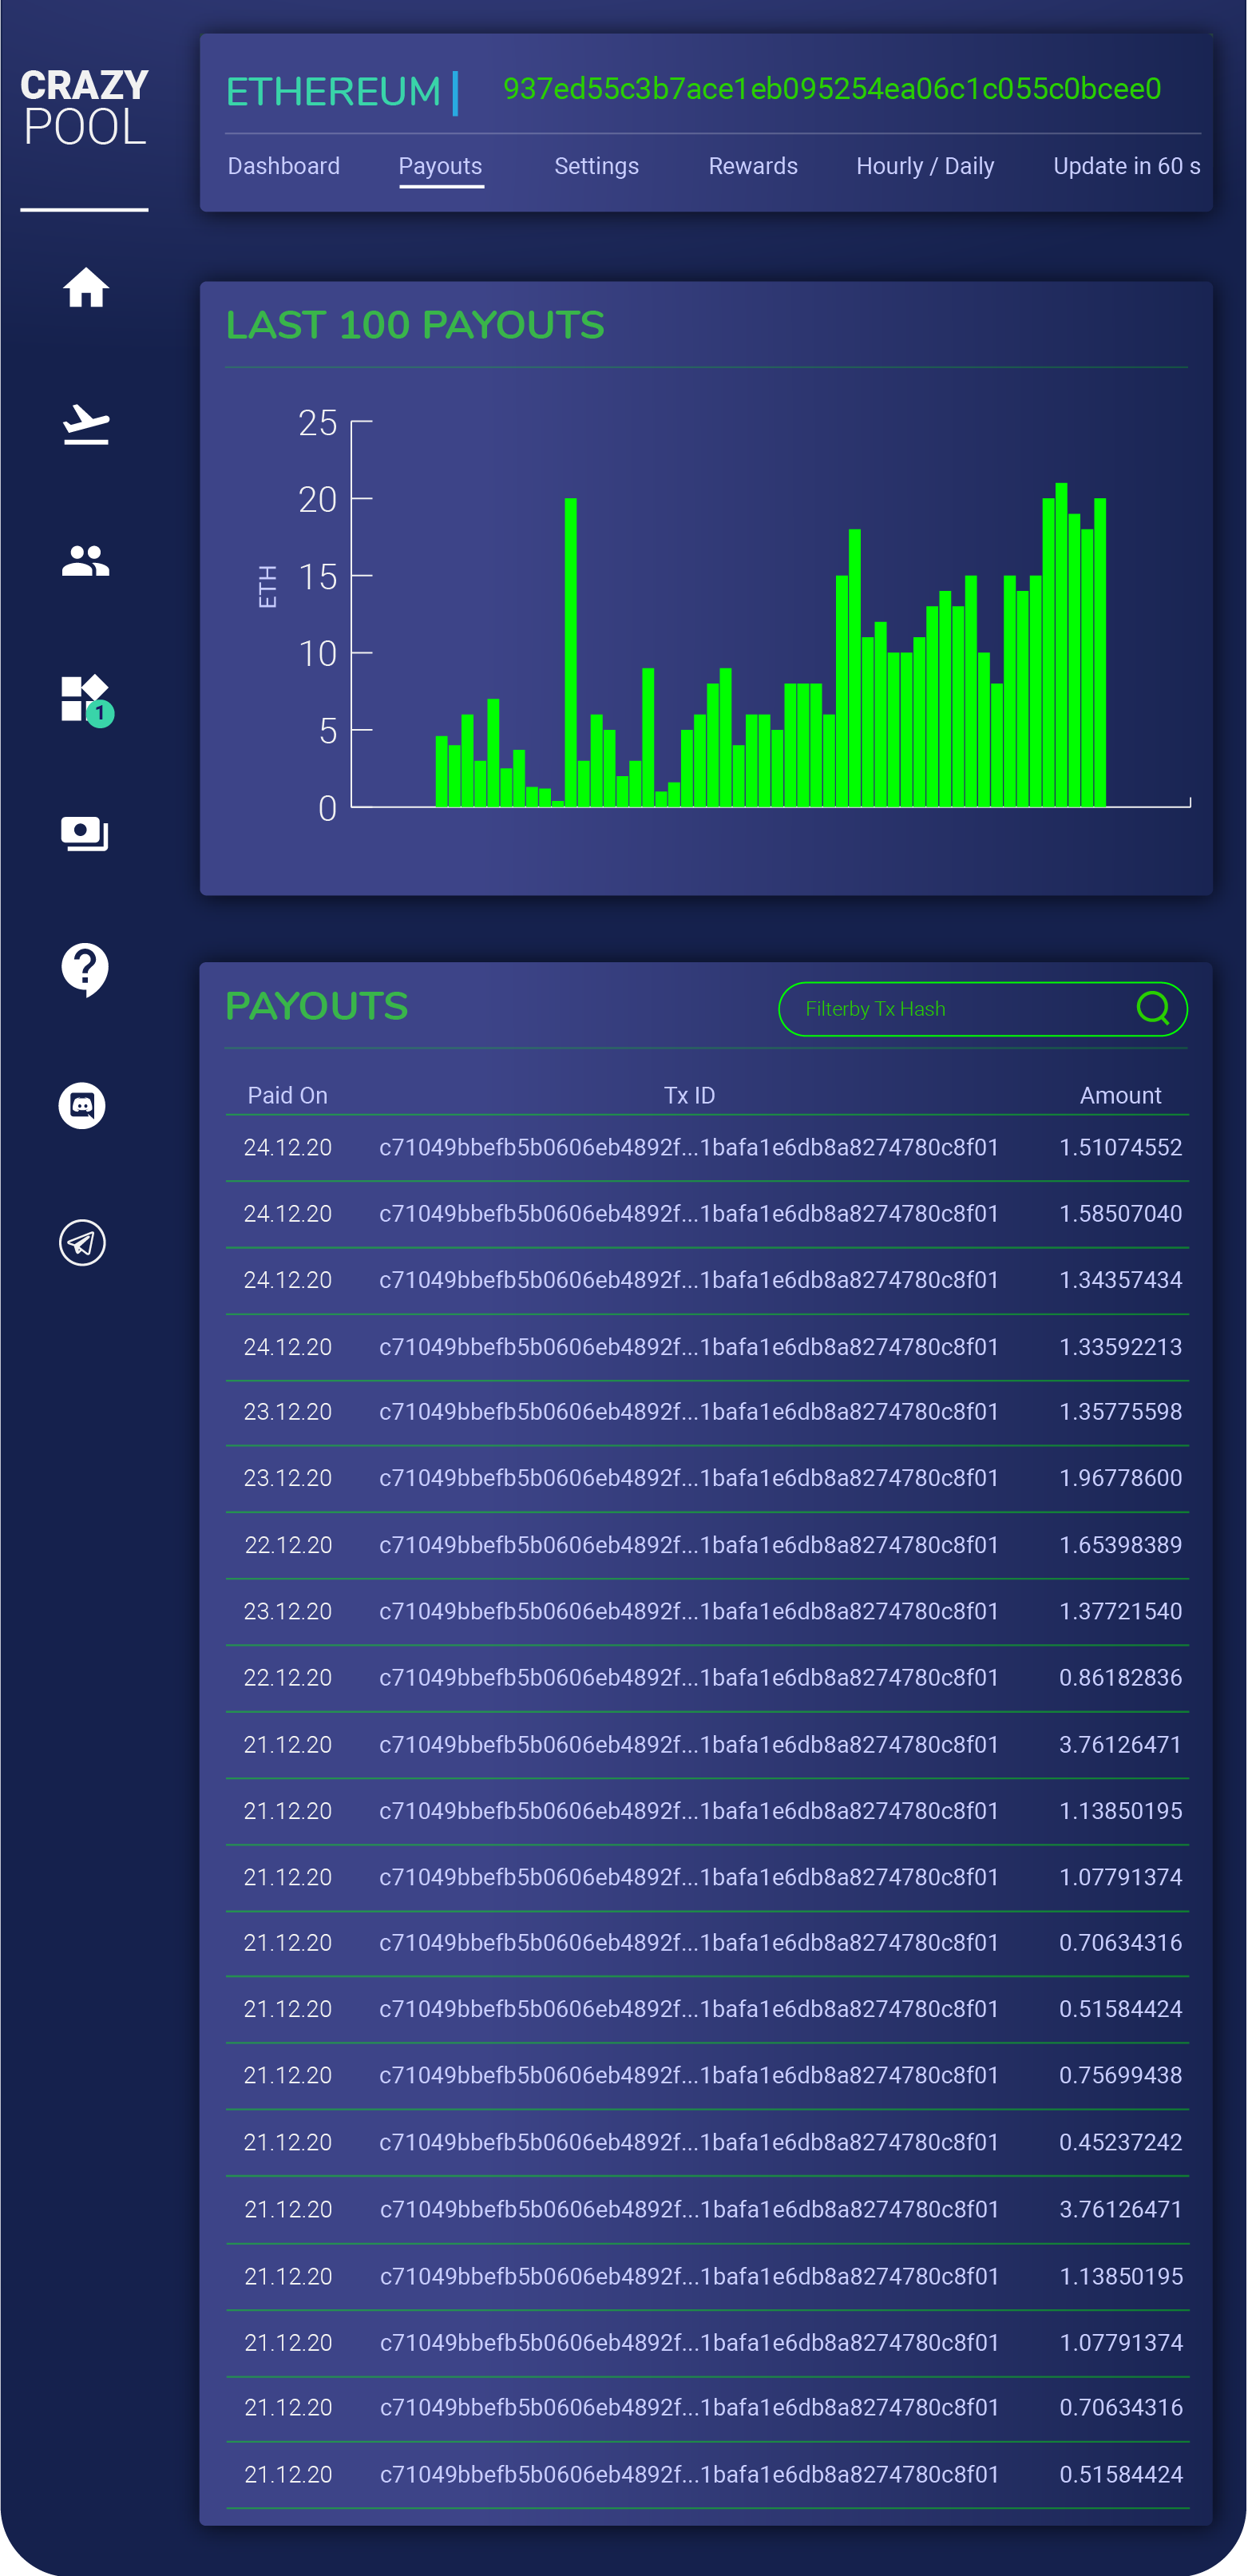 CRAZY
POOL
ETHEREUM
937ed55c3b7ace1eb095254ea06c1c055c0bcee0
Dashboard Payouts Settings Rewards Hourly / Daily Update in 60 s
LAST 100 PAYOUTS
25
20
15
10
5
0
ETH
1
PAYOUTS
Filterby Tx Hash
Paid On Tx ID Amount
24.12.20 c71049bbefb5b0606eb4892f...1bafa1e6db8a8274780c8f01 1.51074552
24.12.20 c71049bbefb5b0606eb4892f...1bafa1e6db8a8274780c8f01 1.58507040
24.12.20 c71049bbefb5b0606eb4892f...1bafa1e6db8a8274780c8f01 1.34357434
24.12.20 c71049bbefb5b0606eb4892f...1bafa1e6db8a8274780c8f01 1.33592213
23.12.20 c71049bbefb5b0606eb4892f...1bafa1e6db8a8274780c8f01 1.35775598
23.12.20 c71049bbefb5b0606eb4892f...1bafa1e6db8a8274780c8f01 1.96778600
22.12.20 c71049bbefb5b0606eb4892f...1bafa1e6db8a8274780c8f01 1.65398389
23.12.20 c71049bbefb5b0606eb4892f...1bafa1e6db8a8274780c8f01 1.37721540
22.12.20 c71049bbefb5b0606eb4892f...1bafa1e6db8a8274780c8f01 0.86182836
21.12.20 c71049bbefb5b0606eb4892f...1bafa1e6db8a8274780c8f01 3.76126471
21.12.20 c71049bbefb5b0606eb4892f...1bafa1e6db8a8274780c8f01 1.13850195
21.12.20 c71049bbefb5b0606eb4892f...1bafa1e6db8a8274780c8f01 1.07791374
21.12.20 c71049bbefb5b0606eb4892f...1bafa1e6db8a8274780c8f01 0.70634316
21.12.20 c71049bbefb5b0606eb4892f...1bafa1e6db8a8274780c8f01 0.51584424
21.12.20 c71049bbefb5b0606eb4892f...1bafa1e6db8a8274780c8f01 0.75699438
21.12.20 c71049bbefb5b0606eb4892f...1bafa1e6db8a8274780c8f01 0.45237242
21.12.20 c71049bbefb5b0606eb4892f...1bafa1e6db8a8274780c8f01 3.76126471
21.12.20 c71049bbefb5b0606eb4892f...1bafa1e6db8a8274780c8f01 1.13850195
21.12.20 c71049bbefb5b0606eb4892f...1bafa1e6db8a8274780c8f01 1.07791374
21.12.20 c71049bbefb5b0606eb4892f...1bafa1e6db8a8274780c8f01 0.70634316
21.12.20 c71049bbefb5b0606eb4892f...1bafa1e6db8a8274780c8f01 0.51584424